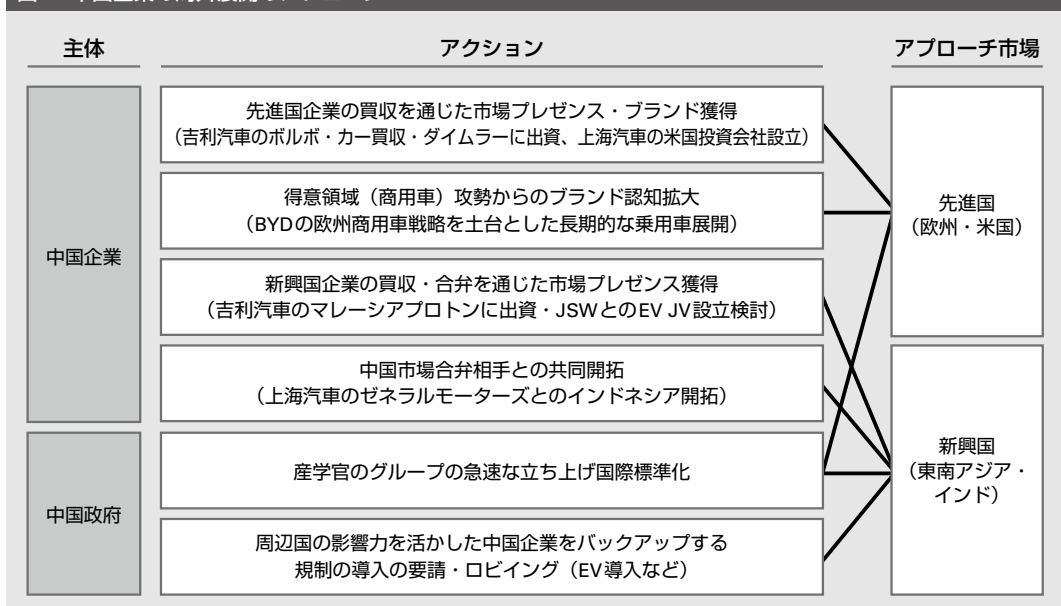 主体
アクション
アプローチ市場
中国企業
先進国企業の買収を通じた市場プレゼンス・ブランド獲得
（吉利汽車のボルボ・カー買収・ダイムラーに出資、上海汽車の米国投資会社設立）
得意領域（商用車）攻勢からのブランド認知拡大
（BYDの欧州商用車戦略を土台とした長期的な乗用車展開）
新興国企業の買収・合弁を通じた市場プレゼンス獲得
（吉利汽車のマレーシアプロトンに出資・JSWとのEV JV設立検討）
中国市場合弁相手との共同開拓
（上海汽車のゼネラルモーターズとのインドネシア開拓）
中国政府
産学官のグループの急速な立ち上げ国際標準化
周辺国の影響力を活かした中国企業をバックアップする
規制の導入の要請・ロビイング（EV導入など）
先進国
（欧州・米国）
新興国
（東南アジア・
インド）